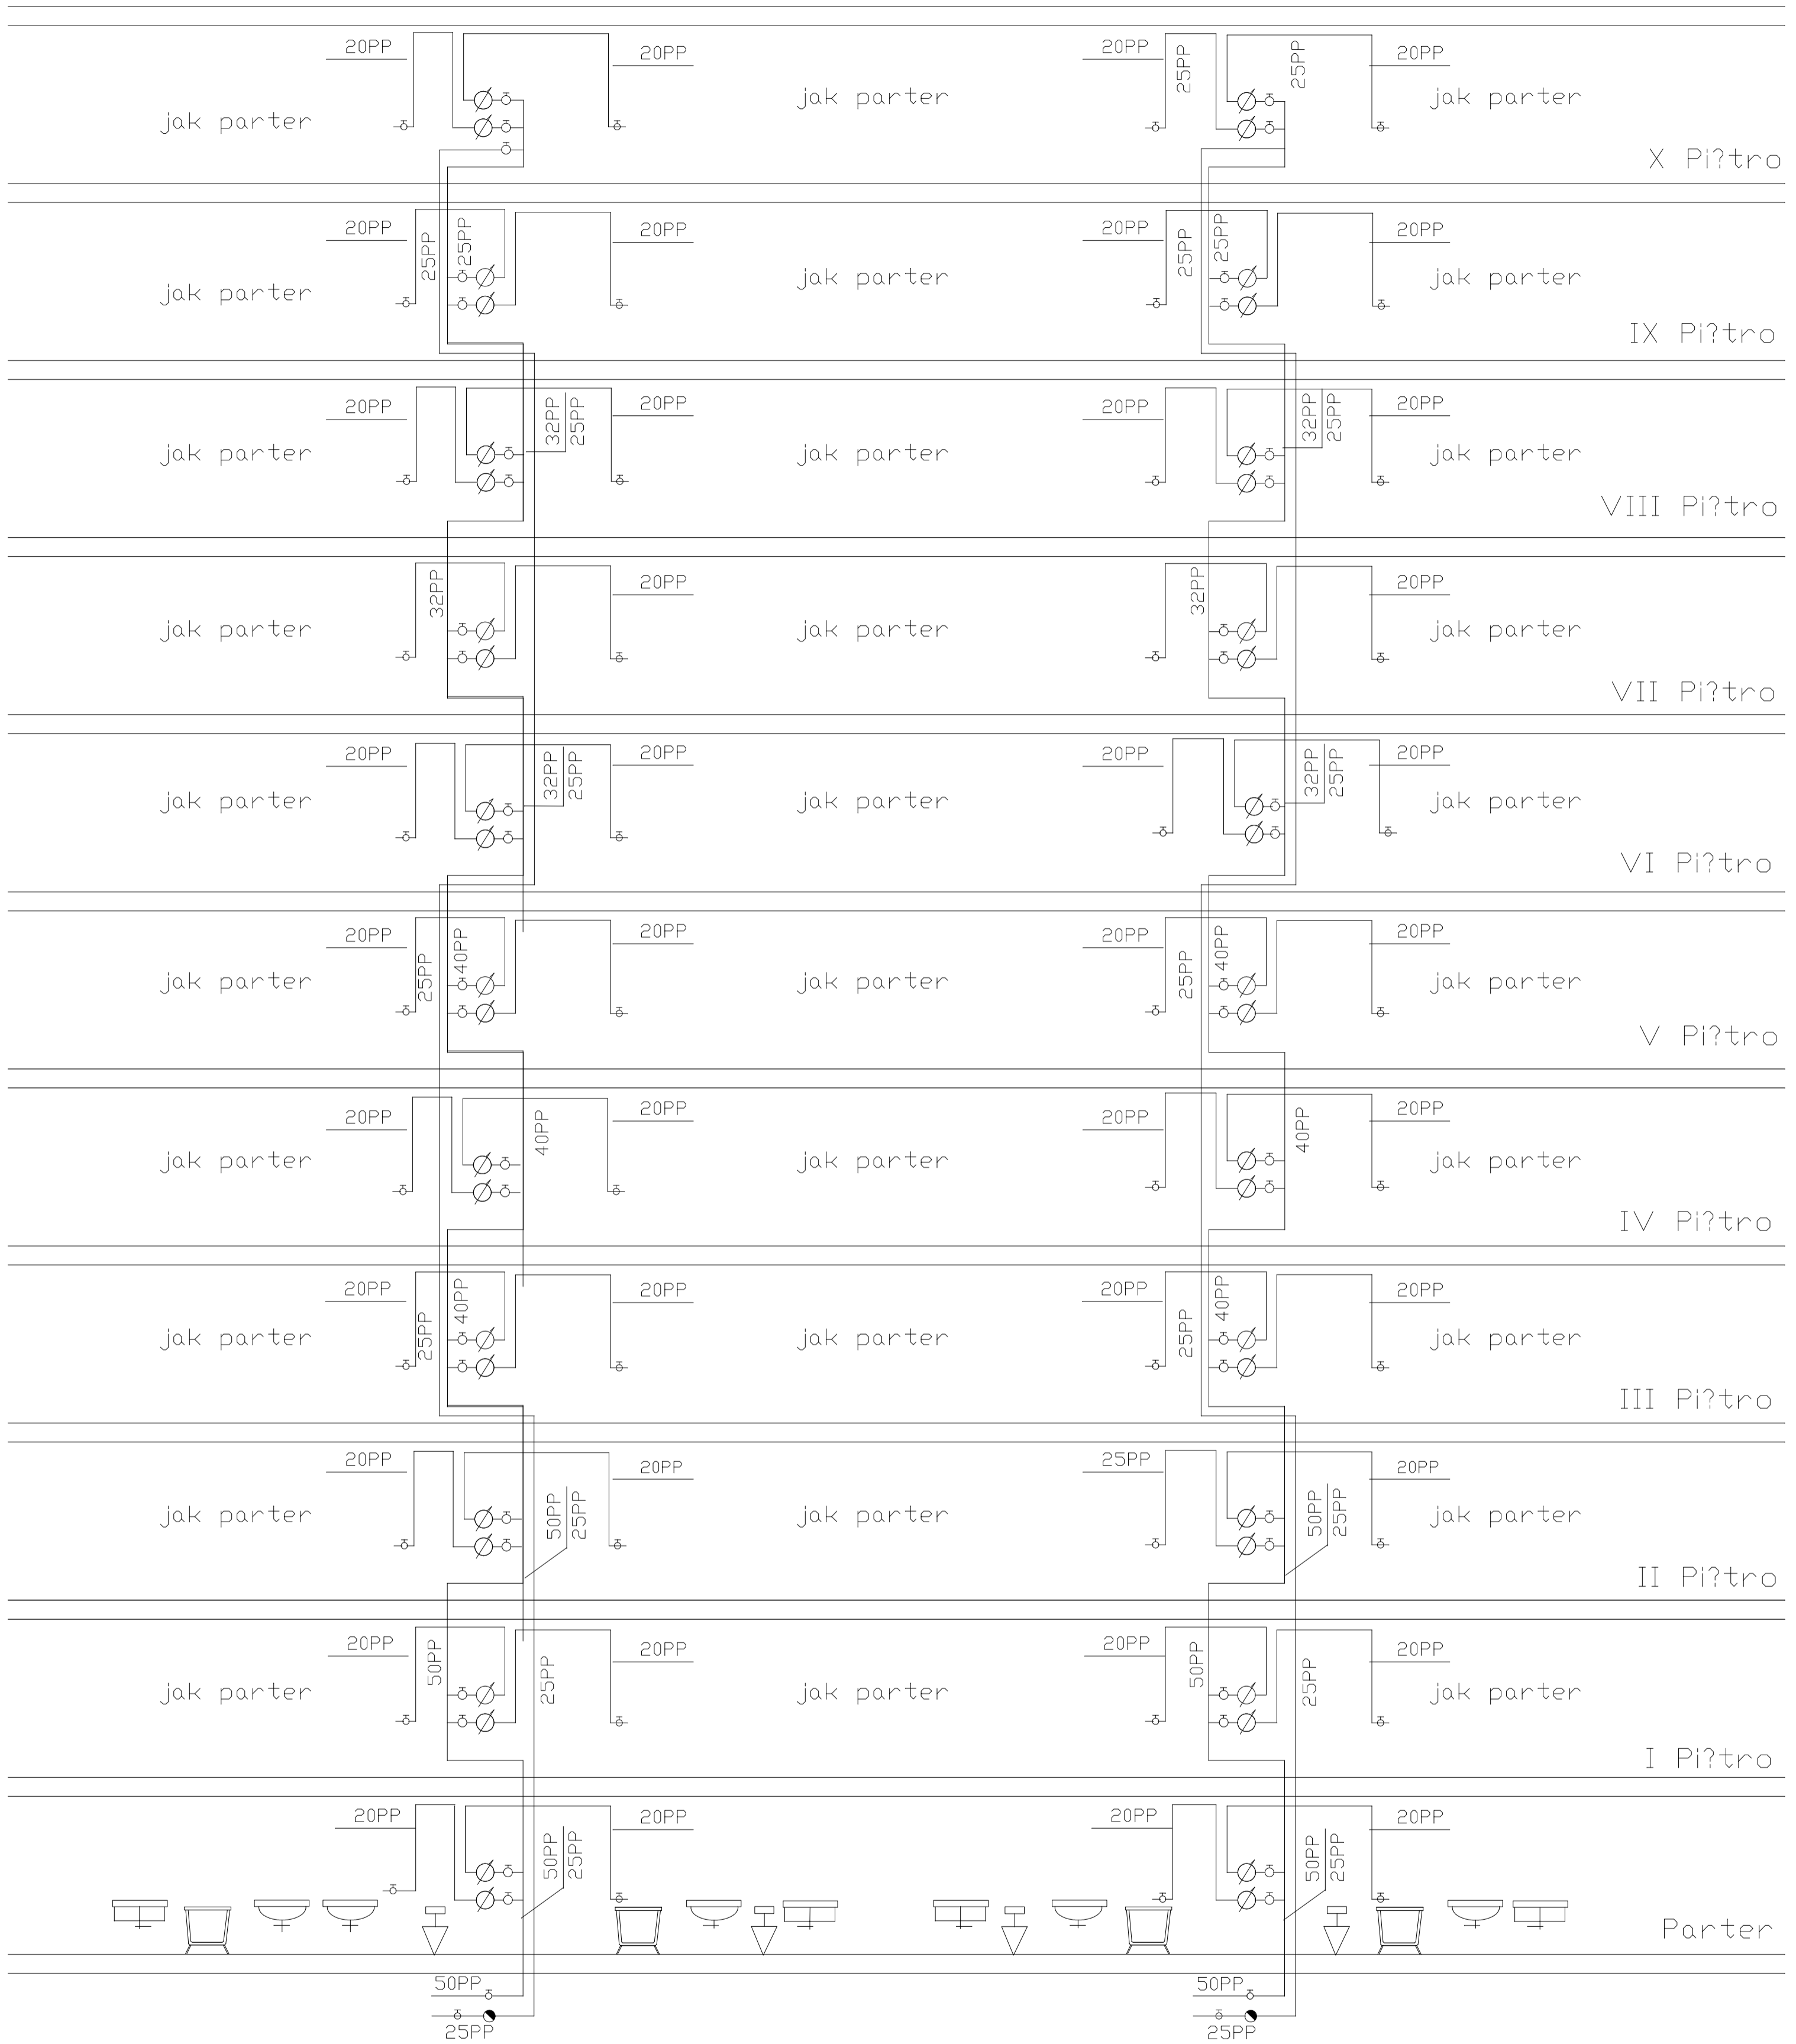 20PP 20PP 20PP 25PP 25PP 20PP
jak parter jak parter jak parter
X Pi?tro
20PP 25PP 25PP 20PP 20PP 25PP 25PP 20PP
jak parter jak parter jak parter
IX Pi?tro
20PP 32PP 25PP 20PP 20PP 32PP 25PP 20PP
jak parter jak parter jak parter
VIII Pi?tro
20PP 32PP 20PP 20PP 32PP 20PP
jak parter jak parter jak parter
VII Pi?tro
20PP 32PP 25PP 20PP 20PP 32PP 25PP 20PP
jak parter jak parter jak parter
VI Pi?tro
20PP 25PP 40PP 20PP 20PP 25PP 40PP 20PP
jak parter jak parter jak parter
V Pi?tro
20PP 40PP 20PP 20PP 40PP 20PP
jak parter jak parter jak parter
IV Pi?tro
20PP 25PP 40PP 20PP 20PP 25PP 40PP 20PP
jak parter jak parter jak parter
III Pi?tro
20PP 50PP 25PP 20PP 25PP 50PP 25PP 20PP
jak parter jak parter jak parter
II Pi?tro
20PP 50PP 25PP 20PP 20PP 50PP 25PP 20PP
jak parter jak parter jak parter
I Pi?tro
20PP 50PP 25PP 20PP 20PP 50PP 25PP 20PP
Parter
50PP 50PP
25PP 25PP